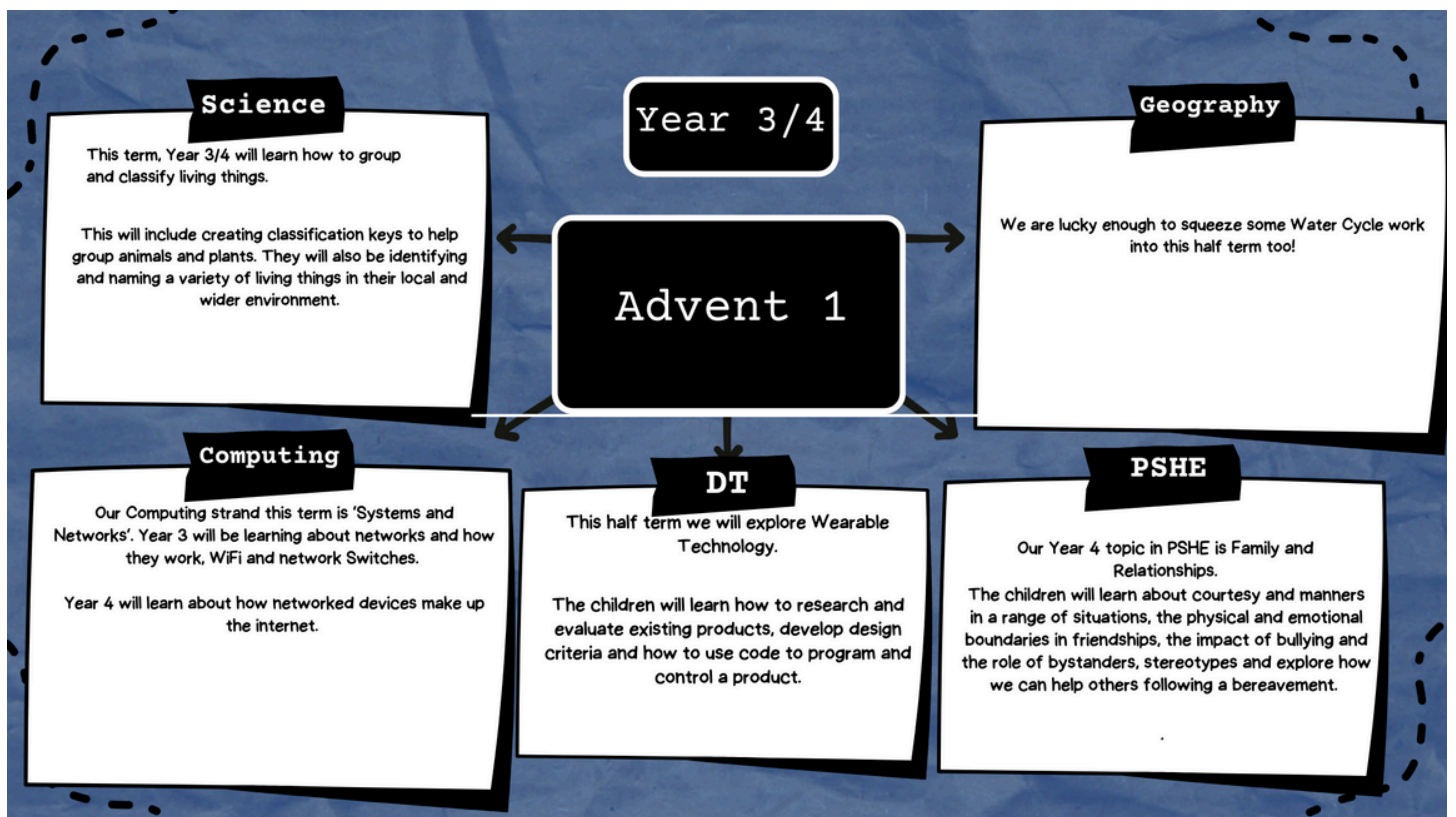 Year 3/4
Advent 1
Science
This term, Year 3/4 will learn how to group
and classify living things.
This will include creating classification keys to help
group animals and plants. They will also be identifying
and naming a variety of living things in their local and
wider environment.
Geography
We are lucky enough to squeeze some Water Cycle work
into this half term too!
Computing
Our Computing strand this term is 'Systems and
Networks'. Year 3 will be learning about networks and how
they work, WiFi and network Switches.
Year 4 will learn about how networked devices make up
the internet.
DT
This half term we will explore Wearable
Technology.
The children will learn how to research and
evaluate existing products, develop design
criteria and how to use code to program and
control a product.
PSHE
Our Year 4 topic in PSHE is Family and
Relationships.
The children will learn about courtesy and manners
in a range of situations, the physical and emotional
boundaries in friendships, the impact of bullying and
the role of bystanders, stereotypes and explore how
we can help others following a bereavement.
.